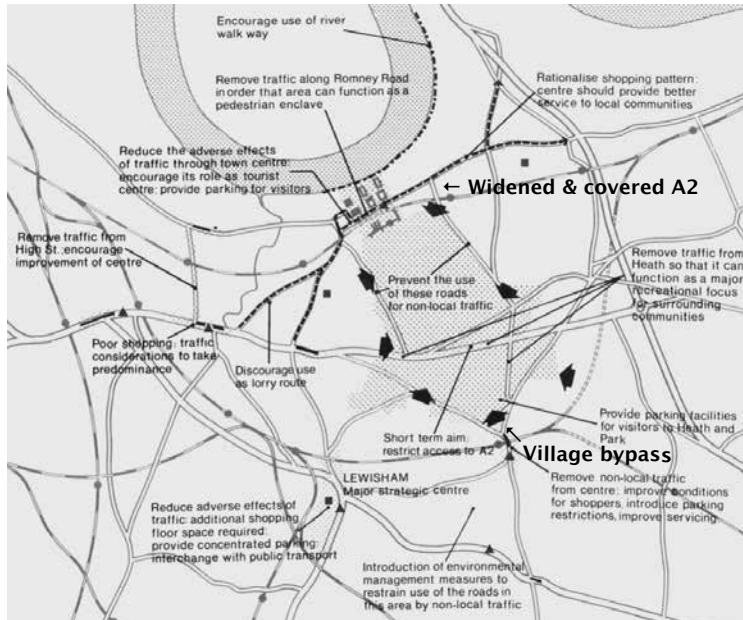 Encourage use of river
walk way
Remove traffic along Romney Road
in order that area can function as a
pedestrian enclave
Rationalise shopping pattern:
centre should provide better
service to local communities
Reduce the adverse effects
of traffic through town centre:
encourage its role as tourist
centre: provide parking for visitors
← Widened & covered A2
Remove traffic from
High St.: encourage
improvement of centre
Prevent the use
of these roads
for non-local traffic
Remove traffic from
Heath so that it can
function as a major
recreational focus
for surrounding
communities
Poor shopping: traffic
considerations to take
predominance
Discourage use
as lorry route
Short term aim:
restrict access to A2
Provide parking facilities
for visitors to Heath and
Park
Village bypass
LEWISHAM
Major strategic centre
Remove non-local traffic
from centre: improve conditions
for shoppers, introduce parking
restrictions, improve servicing
Reduce adverse effects of
traffic: additional shopping
floor space required:
provide concentrated parking:
interchange with public transport
Introduction of environmental
management measures to
restrain use of the roads in
this area by non-local traffic